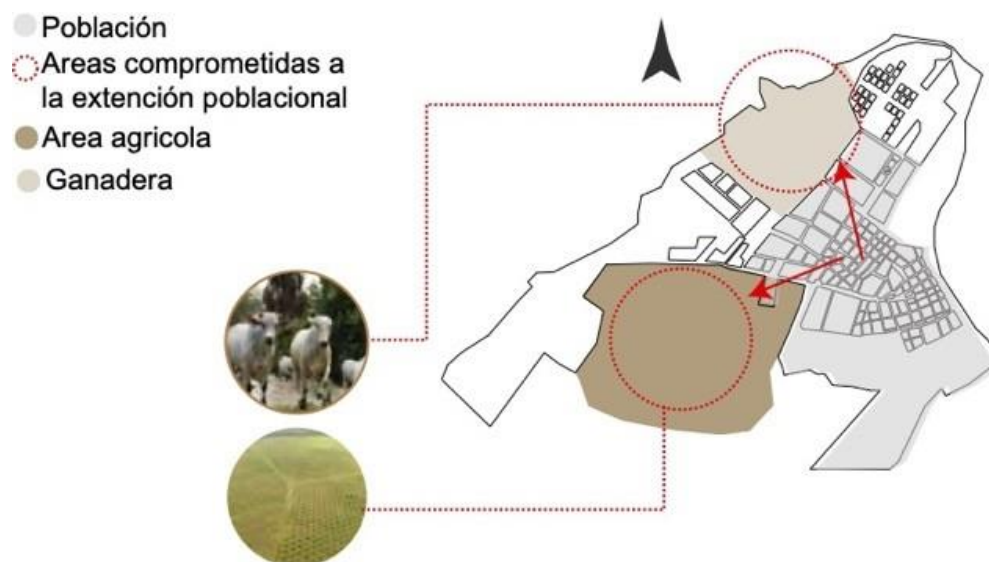 Población
Areas comprometidas a
la extención poblacional
Area agricola
Ganadera